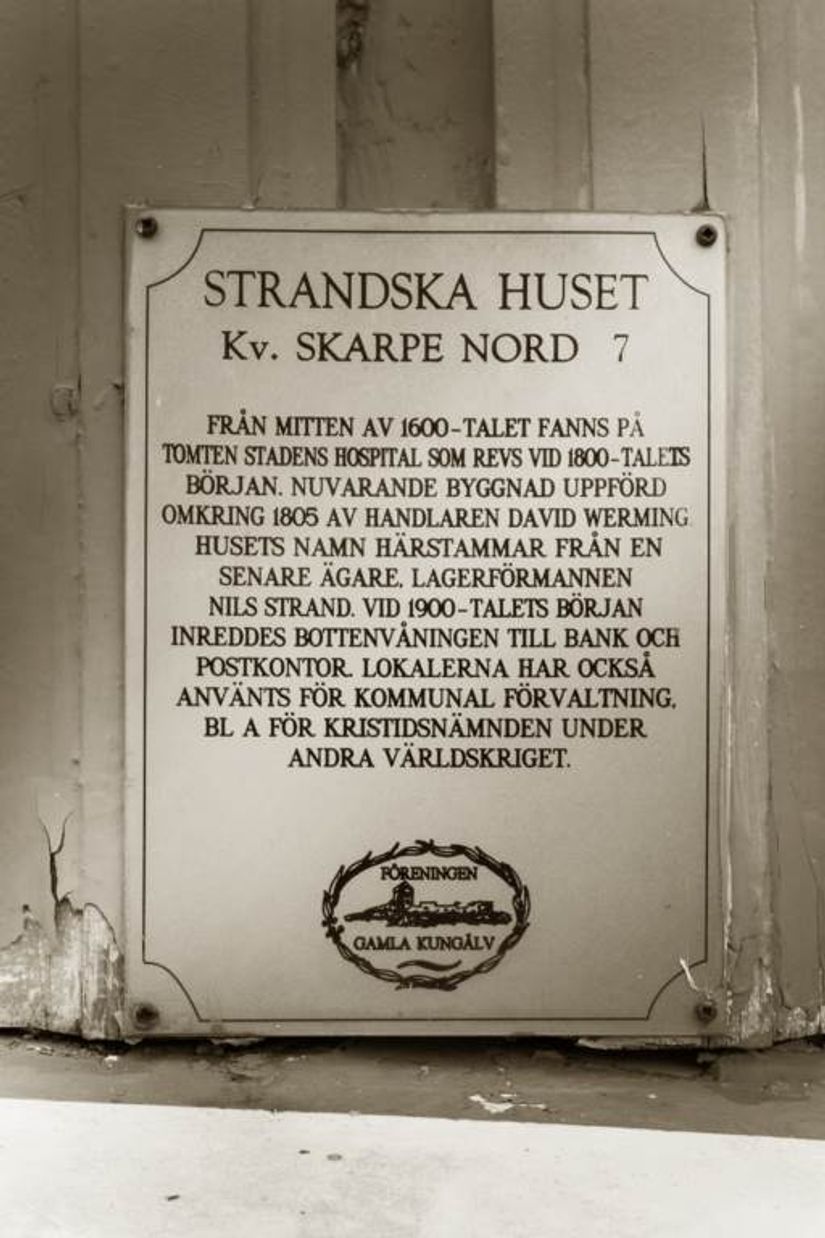 STRANDSKA HUSET
Kv. SKARPE NORD 7
FRÅN MITTEN AV 1600-TALET FANNS PÅ
TOMTEN STADENS HOSPITAL SOM REVS VID 1800-TALETS
BÖRJAN. NUVARANDE BYGGNAD UPPFÖRD
OMKRING 1805 AV HANDLAREN DAVID WERMING
HUSETS NAMN HÄRSTAMMAR FRÅN EN
SENARE ÄGARE, LAGERFÖRMANNEN
NILS STRAND. VID 1900-TALETS BÖRJAN
INREDDES BOTTENVÅNINGEN TILL BANK OCH
POSTKONTOR. LOKALERNA HAR OCKSÅ
ANVÄNTS FÖR KOMMUNAL FÖRVALTNING,
BL A FÖR KRISTIDSNÄMNDEN UNDER
ANDRA VÄRLDSKRIGET.
FÖRENINGEN
GAMLA KUNGÄLV